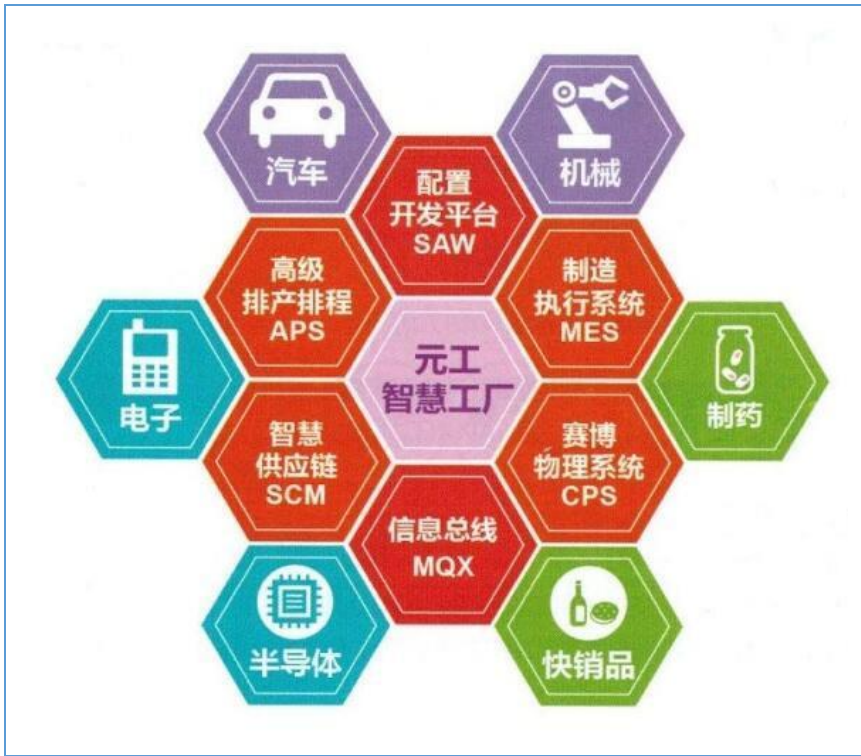 汽车
机械
配置
开发平台
SAW
高级
排产排程
APS
制造
执行系统
MES
元工
智慧工厂
电子
制药
智慧
供应链
SCM
赛博
物理系统
CPS
信息总线
MQX
半导体
快销品